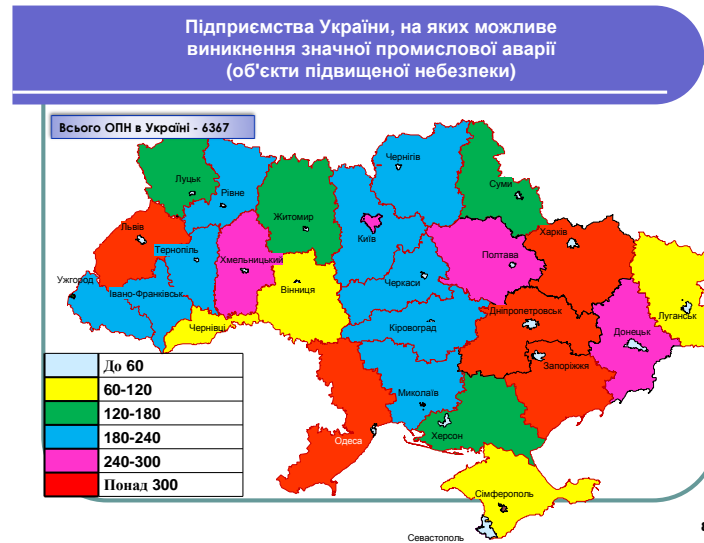 Підприємства України, на яких можливе
виникнення значної промислової аварії
(об'єкти підвищеної небезпеки)
Всього ОПН в Україні - 6367
Чернігів
Луцьк
Рівне
Суми
Житомир
Київ
Львів
Харків
Тернопіль
Хмельницький
Полтава
Ужгород
Івано-Франківськ
Вінниця
Черкаси
Чернівці
Кіровоград
Дніпропетровськ
Луганськ
Донецьк
Запоріжжя
Миколаїв
Херсон
Одеса
Сімферополь
Севастополь
До 60
60-120
120-180
180-240
240-300
Понад 300
8